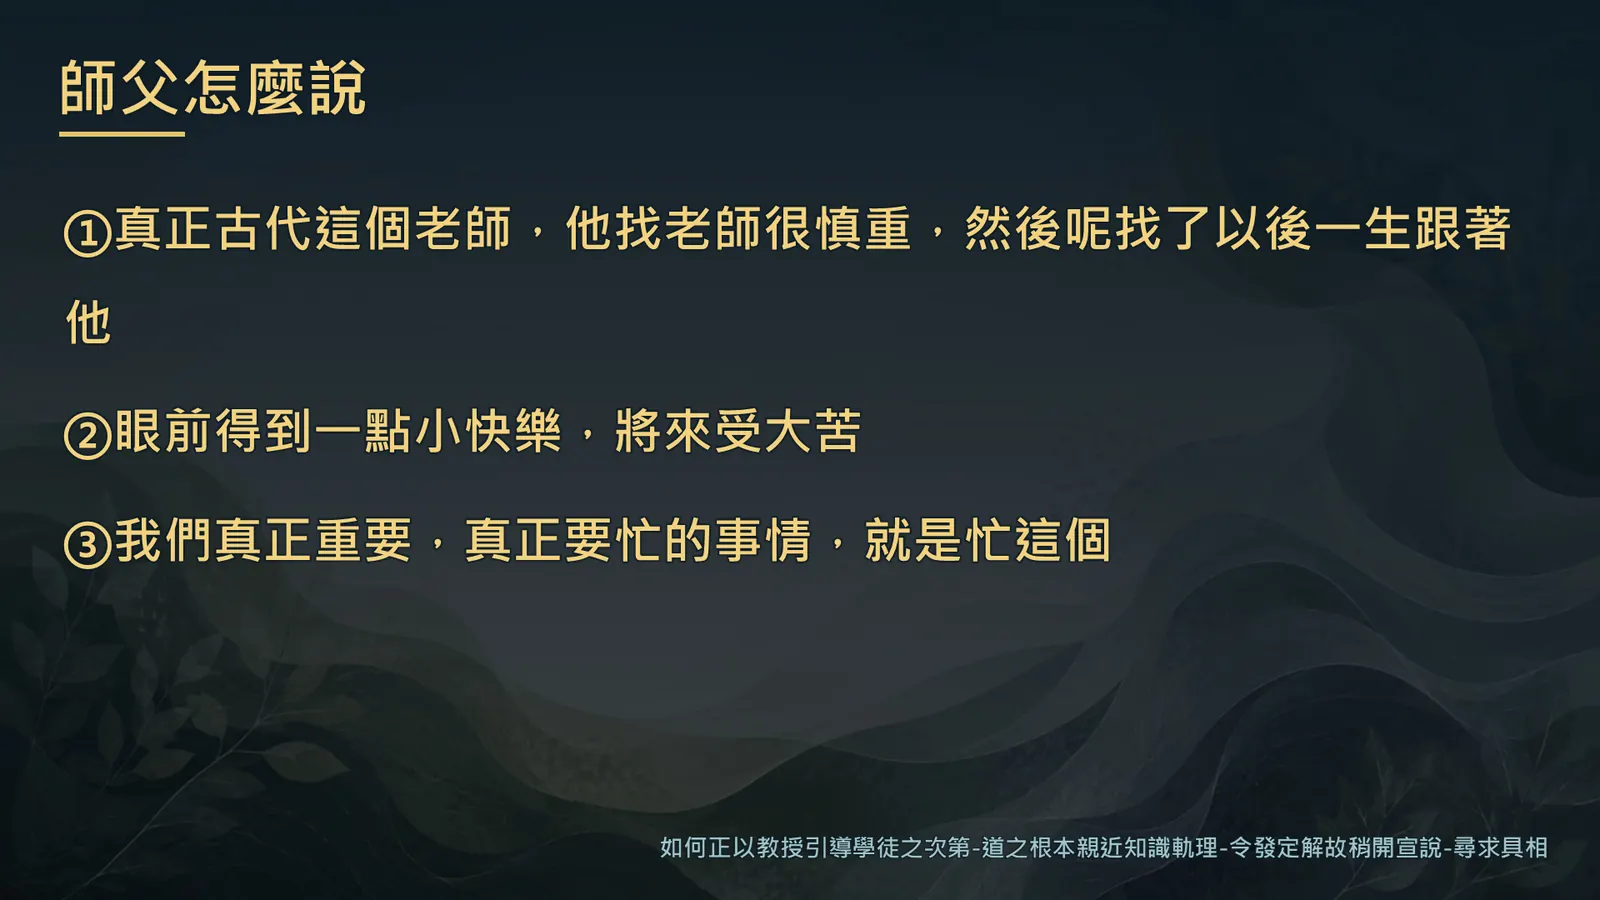 師父怎麼說
①真正古代這個老師，他找老師很慎重，然後呢找了以後一生跟著
他
②眼前得到一點小快樂，將來受大苦
③我們真正重要，真正要忙的事情，就是忙這個
如何正以教授引導學徒之次第-道之根本親近知識軌理-令發定解故稍開宣說-尋求具相